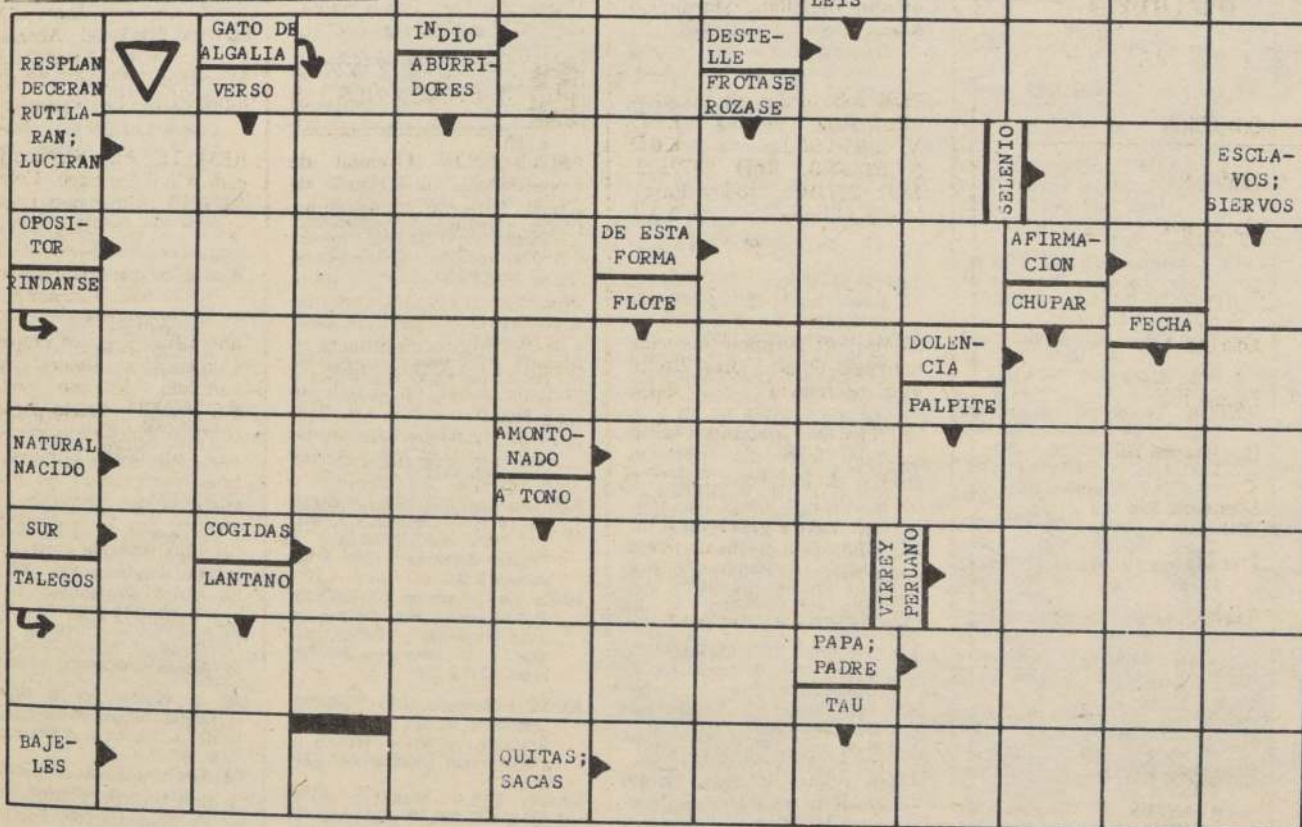 LEIS
GATO DE
ALGALIA
VERSO
INDIO
ABURRI-
DORES
DESTE-
LLE
FROTASE
ROZASE
RESPLAN
DECERAN
RUTILA-
RAN;
LUCIRAN
SELENIO
ESCLA-
VOS;
SIERVOS
OPOSI-
TOR
RINDANSE
DE ESTA
FORMA
FLOTE
AFIRMA-
CION
CHUPAR
FECHA
DOLEN-
CIA
PALPITE
NATURAL
NACIDO
AMONTO-
NADO
A TONO
SUR
TALEGOS
COGIDAS
LANTANO
VIRREY
PERUANO
PAPA;
PADRE
TAU
BAJE-
LES
QUITAS;
SACAS